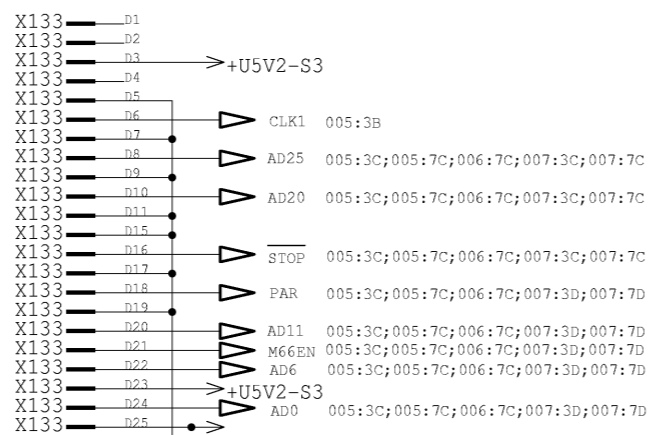 X133 D1
X133 D2
X133 D3 +U5V2-S3
X133 D4
X133 D5
X133 D6 CLK1 005:3B
X133 D7
X133 D8 AD25 005:3C;005:7C;006:7C;007:3C;007:7C
X133 D9
X133 D10 AD20 005:3C;005:7C;006:7C;007:3C;007:7C
X133 D11
X133 D15
X133 D16 STOP 005:3C;005:7C;006:7C;007:3C;007:7C
X133 D17
X133 D18 PAR 005:3C;005:7C;006:7C;007:3D;007:7D
X133 D19
X133 D20 AD11 005:3C;005:7C;006:7C;007:3D;007:7D
X133 D21 M66EN 005:3C;005:7C;006:7C;007:3D;007:7D
X133 D22 AD6 005:3C;005:7C;006:7C;007:3D;007:7D
X133 D23 +U5V2-S3
X133 D24 AD0 005:3C;005:7C;006:7C;007:3D;007:7D
X133 D25